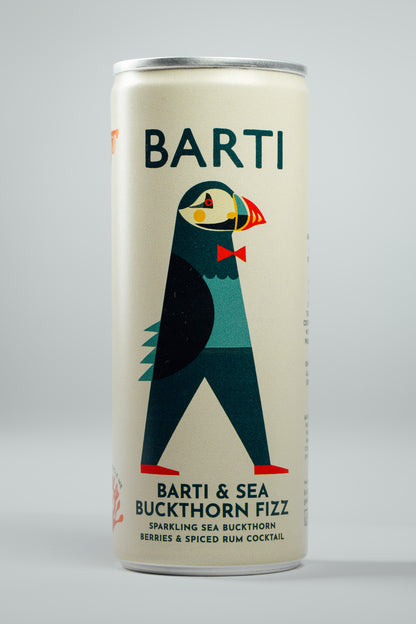 BARTI
BARTI & SEA
BUCKTHORN FIZZ
SPARKLING SEA BUCKTHORN
BERRIES & SPICED RUM COCKTAIL